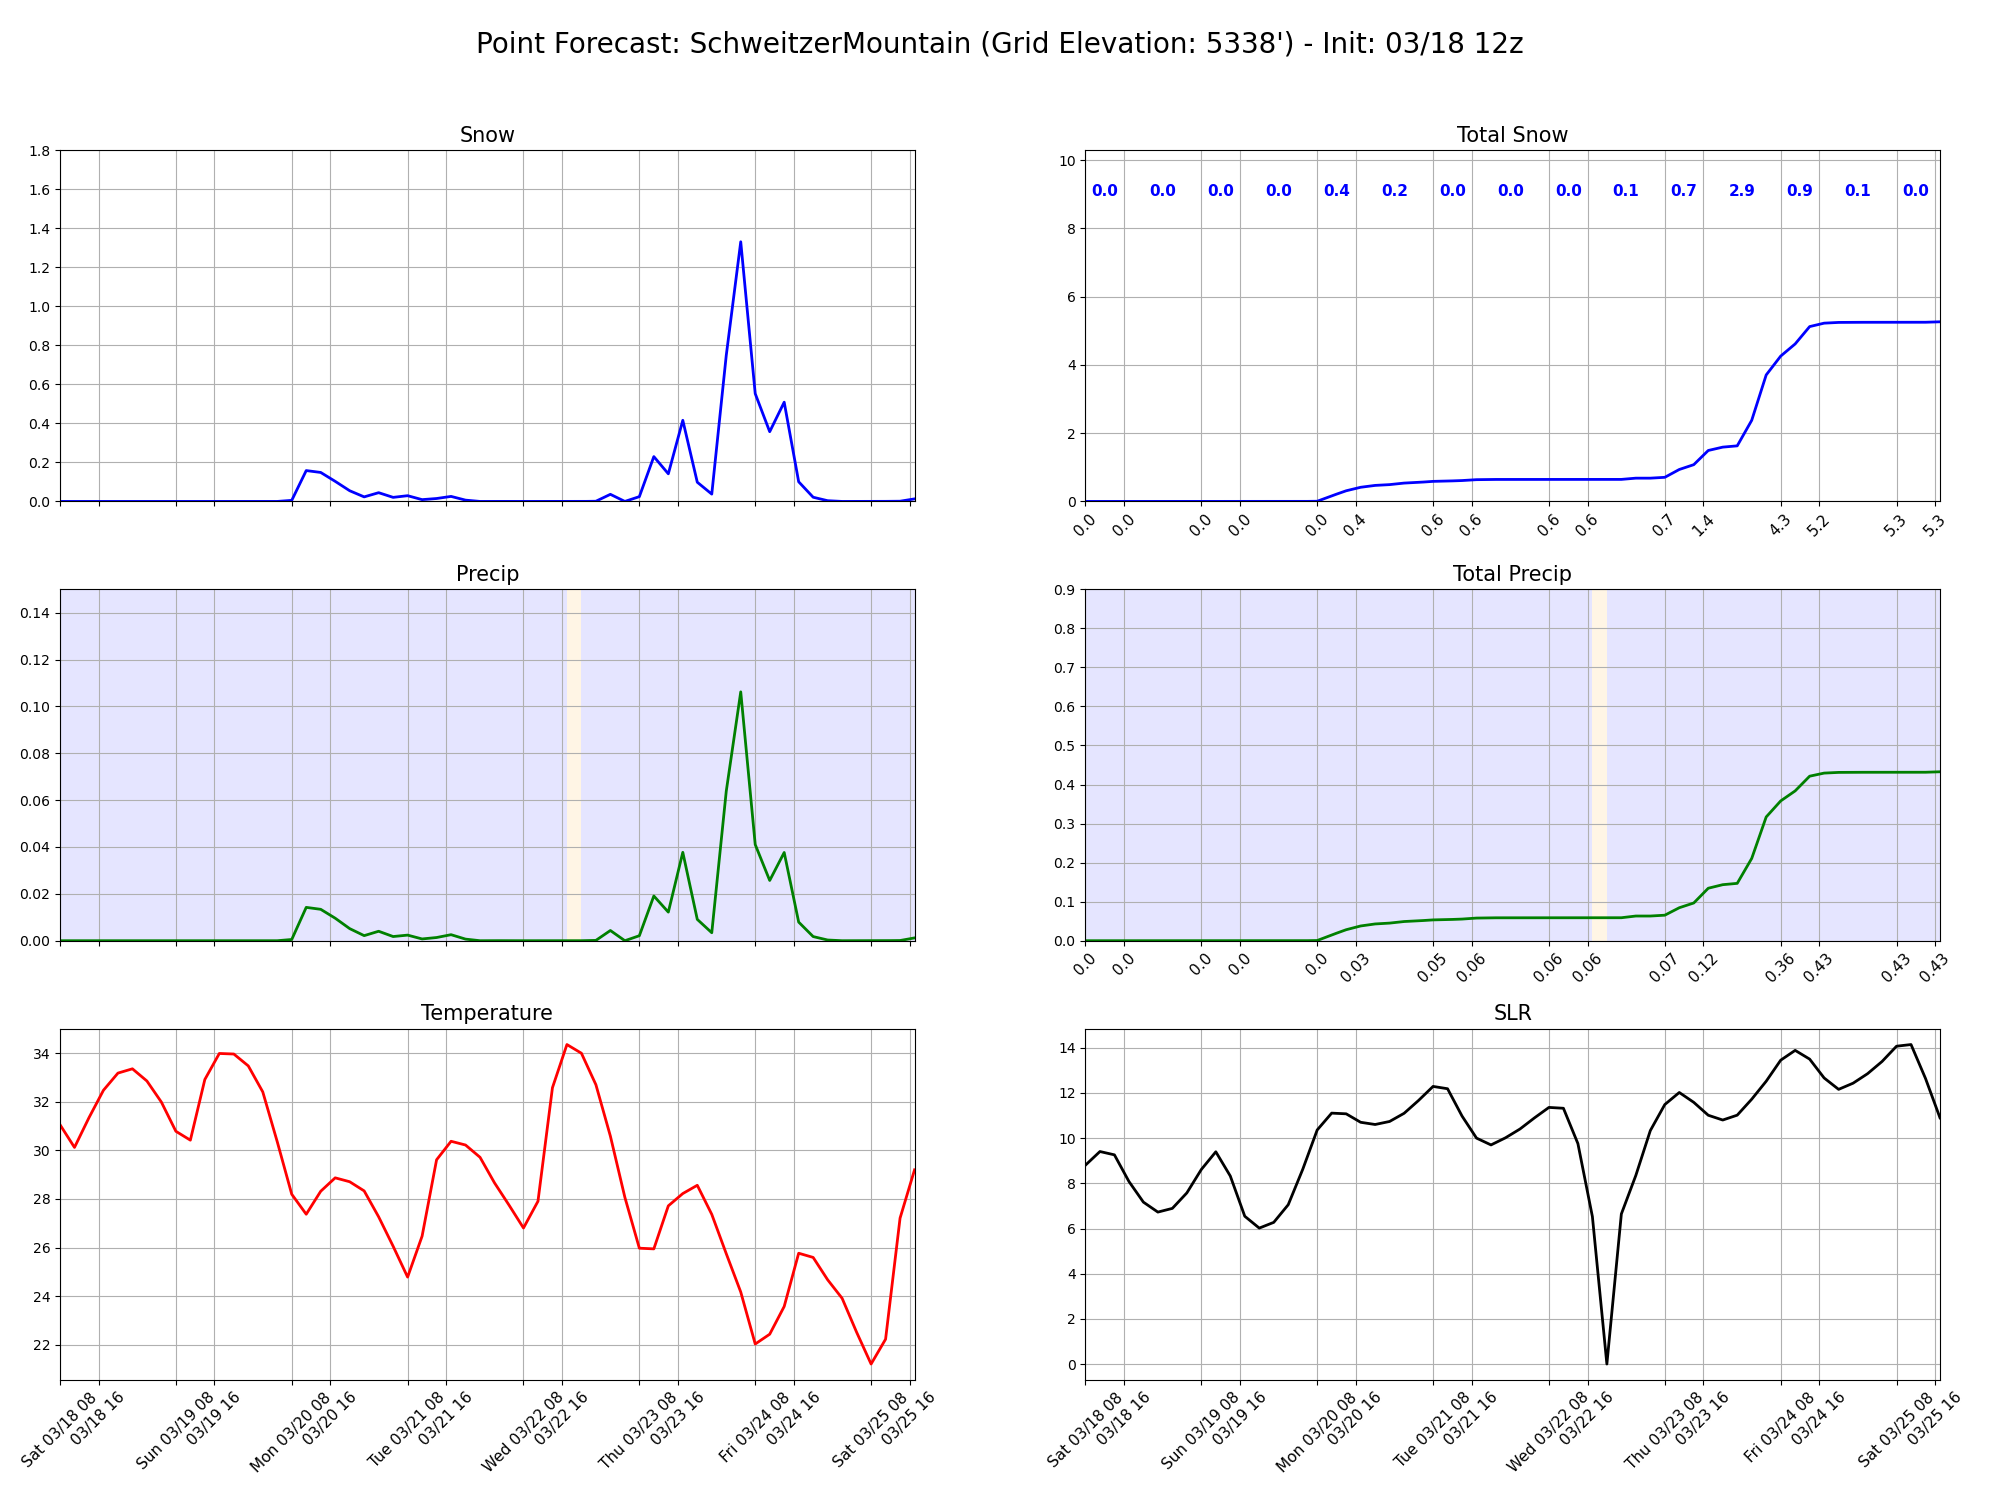 Point Forecast: SchweitzerMountain (Grid Elevation: 5338') - Init: 03/18 12z
Snow
1.8
1.6
1.4
1.2
1.0
0.8
0.6
0.4
0.2
0.0
Total Snow
10
8
6
4
2
0
0.0 0.0 0.0 0.0 0.4 0.2 0.0 0.0 0.0 0.1 0.7 2.9 0.9 0.1 0.0
0.0 0.0 0.0 0.0 0.0 0.4 0.6 0.6 0.6 0.6 0.7 1.4 4.3 5.2 5.3 5.3
Precip
0.14
0.12
0.10
0.08
0.06
0.04
0.02
0.00
Total Precip
0.9
0.8
0.7
0.6
0.5
0.4
0.3
0.2
0.1
0.0
0.0 0.0 0.0 0.0 0.0 0.03 0.05 0.06 0.06 0.06 0.07 0.12 0.36 0.43 0.43 0.43
Temperature
34
32
30
28
26
24
22
Sat 03/18 08
03/18 16
Sun 03/19 08
03/19 16
Mon 03/20 08
03/20 16
Tue 03/21 08
03/21 16
Wed 03/22 08
03/22 16
Thu 03/23 08
03/23 16
Fri 03/24 08
03/24 16
Sat 03/25 08
03/25 16
SLR
14
12
10
8
6
4
2
0
Sat 03/18 08
03/18 16
Sun 03/19 08
03/19 16
Mon 03/20 08
03/20 16
Tue 03/21 08
03/21 16
Wed 03/22 08
03/22 16
Thu 03/23 08
03/23 16
Fri 03/24 08
03/24 16
Sat 03/25 08
03/25 16